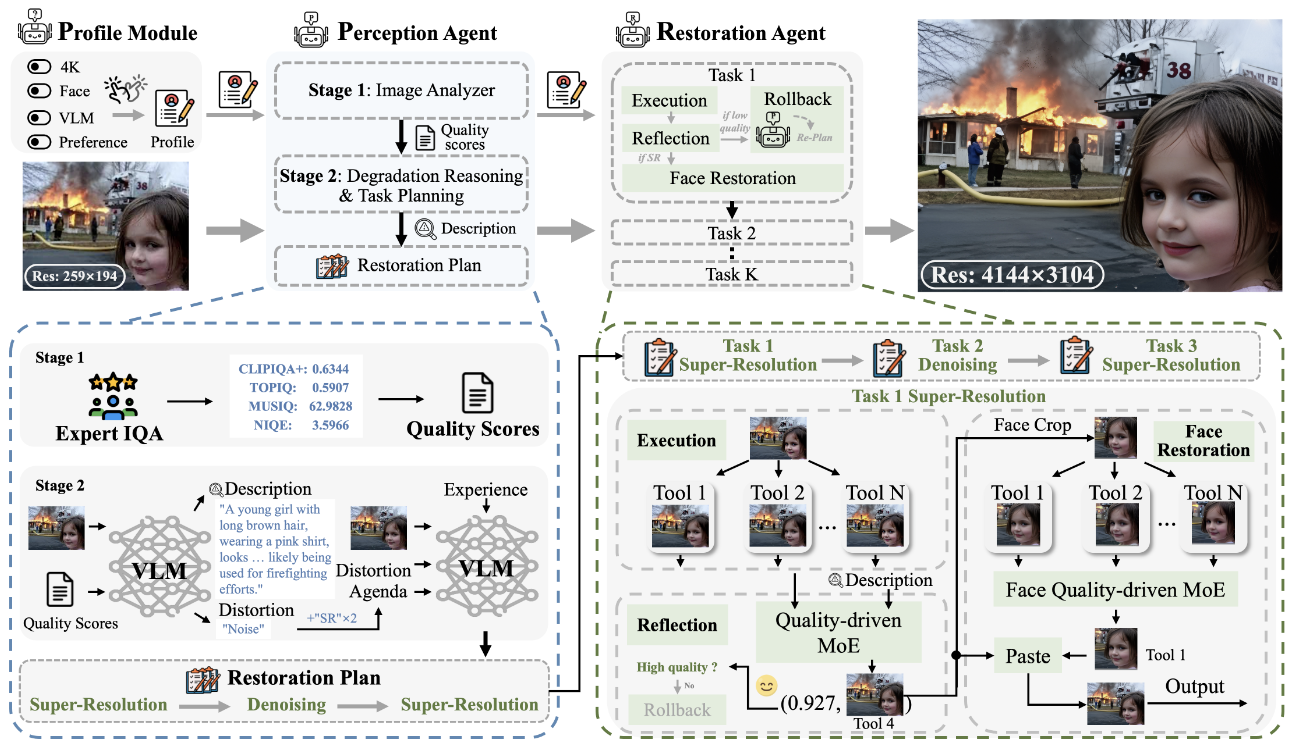 Profile Module
4K
Face
VLM
Preference
Profile
Res: 259×194
Perception Agent
Stage 1: Image Analyzer
Quality
scores
Stage 2: Degradation Reasoning
& Task Planning
Description
Restoration Plan
Restoration Agent
Task 1
Execution
Reflection
if low
quality
Rollback
Re-Plan
if SR
Face Restoration
Task 2
Task K
38
Res: 4144×3104
Stage 1
Expert IQA
CLIPIQA+: 0.6344
TOPIQ: 0.5907
MUSIQ: 62.9828
NIQE: 3.5966
Quality Scores
Stage 2
Description
"A young girl with
long brown hair,
wearing a pink shirt,
looks … likely being
used for firefighting
efforts."
VLM
Quality Scores
Distortion
"Noise"
+"SR"×2
Distortion
Agenda
Experience
VLM
Restoration Plan
Super-Resolution
Denoising
Super-Resolution
Task 1
Super-Resolution
Task 2
Denoising
Task 3
Super-Resolution
Task 1 Super-Resolution
Execution
Tool 1
Tool 2
...
Tool N
Description
Reflection
Quality-driven
MoE
High quality ?
No
Rollback
(0.927, )
Tool 4
Face Crop
Face
Restoration
Tool 1
Tool 2
...
Tool N
Face Quality-driven MoE
Paste
Tool 1
Output